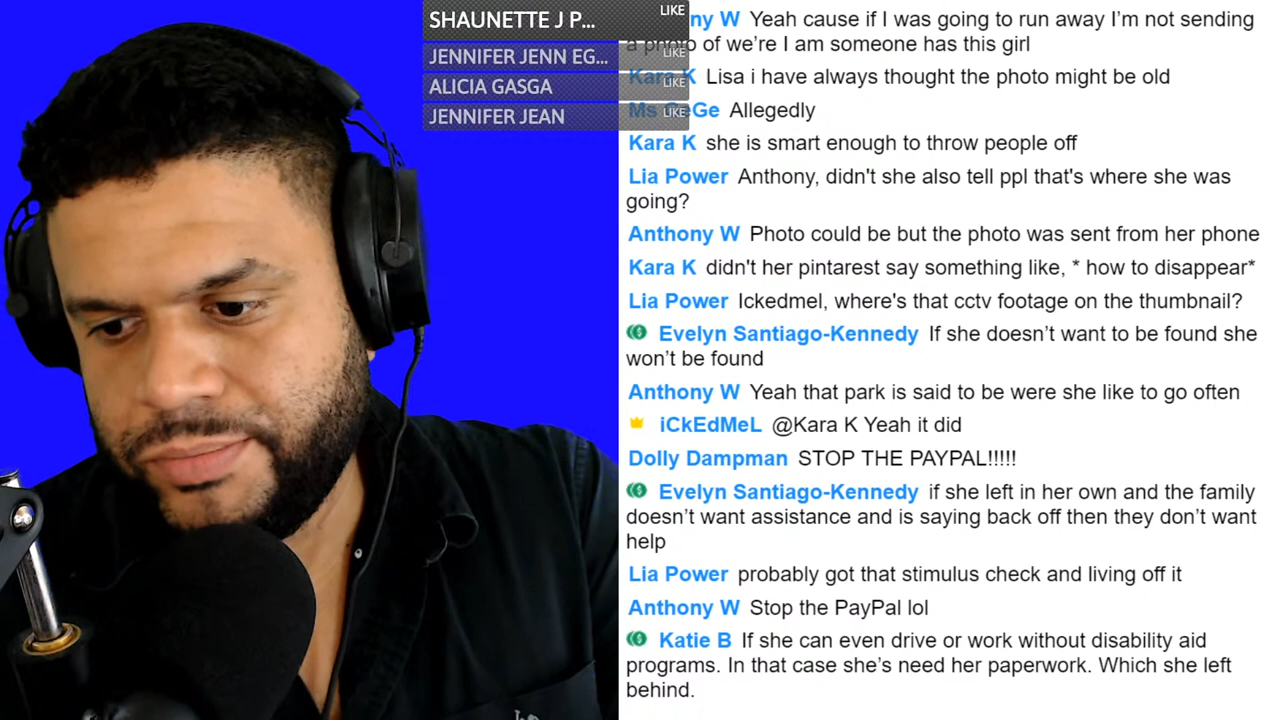 SHAUNETTE J P... LIKE
JENNIFER JENN EG... LIKE
ALICIA GASGA LIKE
JENNIFER JEAN LIKE
ny W Yeah cause if I was going to run away I’m not sending
a photo of we’re I am someone has this girl
Kara K Lisa i have always thought the photo might be old
Ms GeGe Allegedly
Kara K she is smart enough to throw people off
Lia Power Anthony, didn't she also tell ppl that's where she was
going?
Anthony W Photo could be but the photo was sent from her phone
Kara K didn't her pintarest say something like, * how to disappear*
Lia Power Ickedmel, where's that cctv footage on the thumbnail?
Evelyn Santiago-Kennedy If she doesn’t want to be found she
won’t be found
Anthony W Yeah that park is said to be were she like to go often
iCkEdMeL @Kara K Yeah it did
Dolly Dampman STOP THE PAYPAL!!!!!
Evelyn Santiago-Kennedy if she left in her own and the family
doesn’t want assistance and is saying back off then they don’t want
help
Lia Power probably got that stimulus check and living off it
Anthony W Stop the PayPal lol
Katie B If she can even drive or work without disability aid
programs. In that case she’s need her paperwork. Which she left
behind.